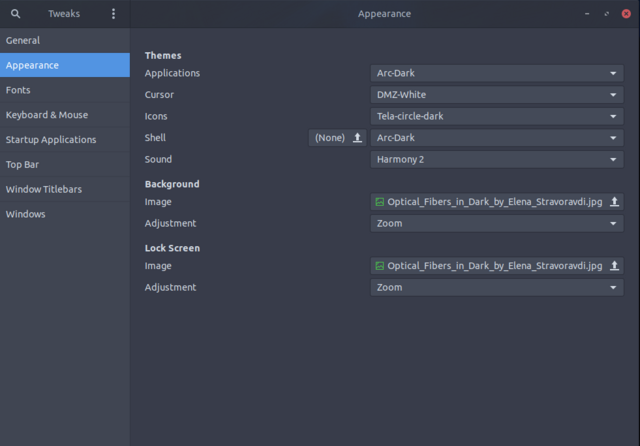 Tweaks
Appearance
General
Appearance
Fonts
Keyboard & Mouse
Startup Applications
Top Bar
Window Titlebars
Windows
Themes
Applications Arc-Dark
Cursor DMZ-White
Icons Tela-circle-dark
Shell (None) Arc-Dark
Sound Harmony 2
Background
Image Optical_Fibers_in_Dark_by_Elena_Stravoravdi.jpg
Adjustment Zoom
Lock Screen
Image Optical_Fibers_in_Dark_by_Elena_Stravoravdi.jpg
Adjustment Zoom